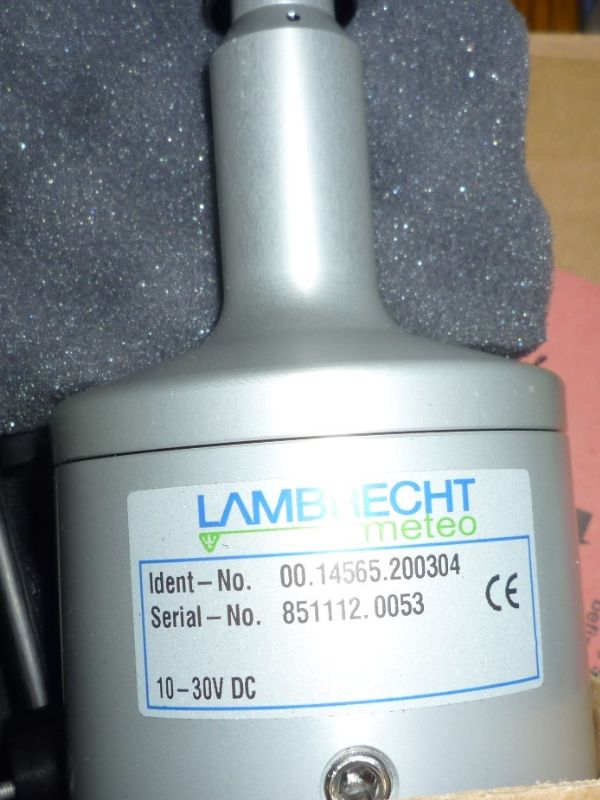 LAMBRECHT
meteo
Ident-No. 00.14565.200304
Serial-No. 851112.0053
CE
10-30V DC